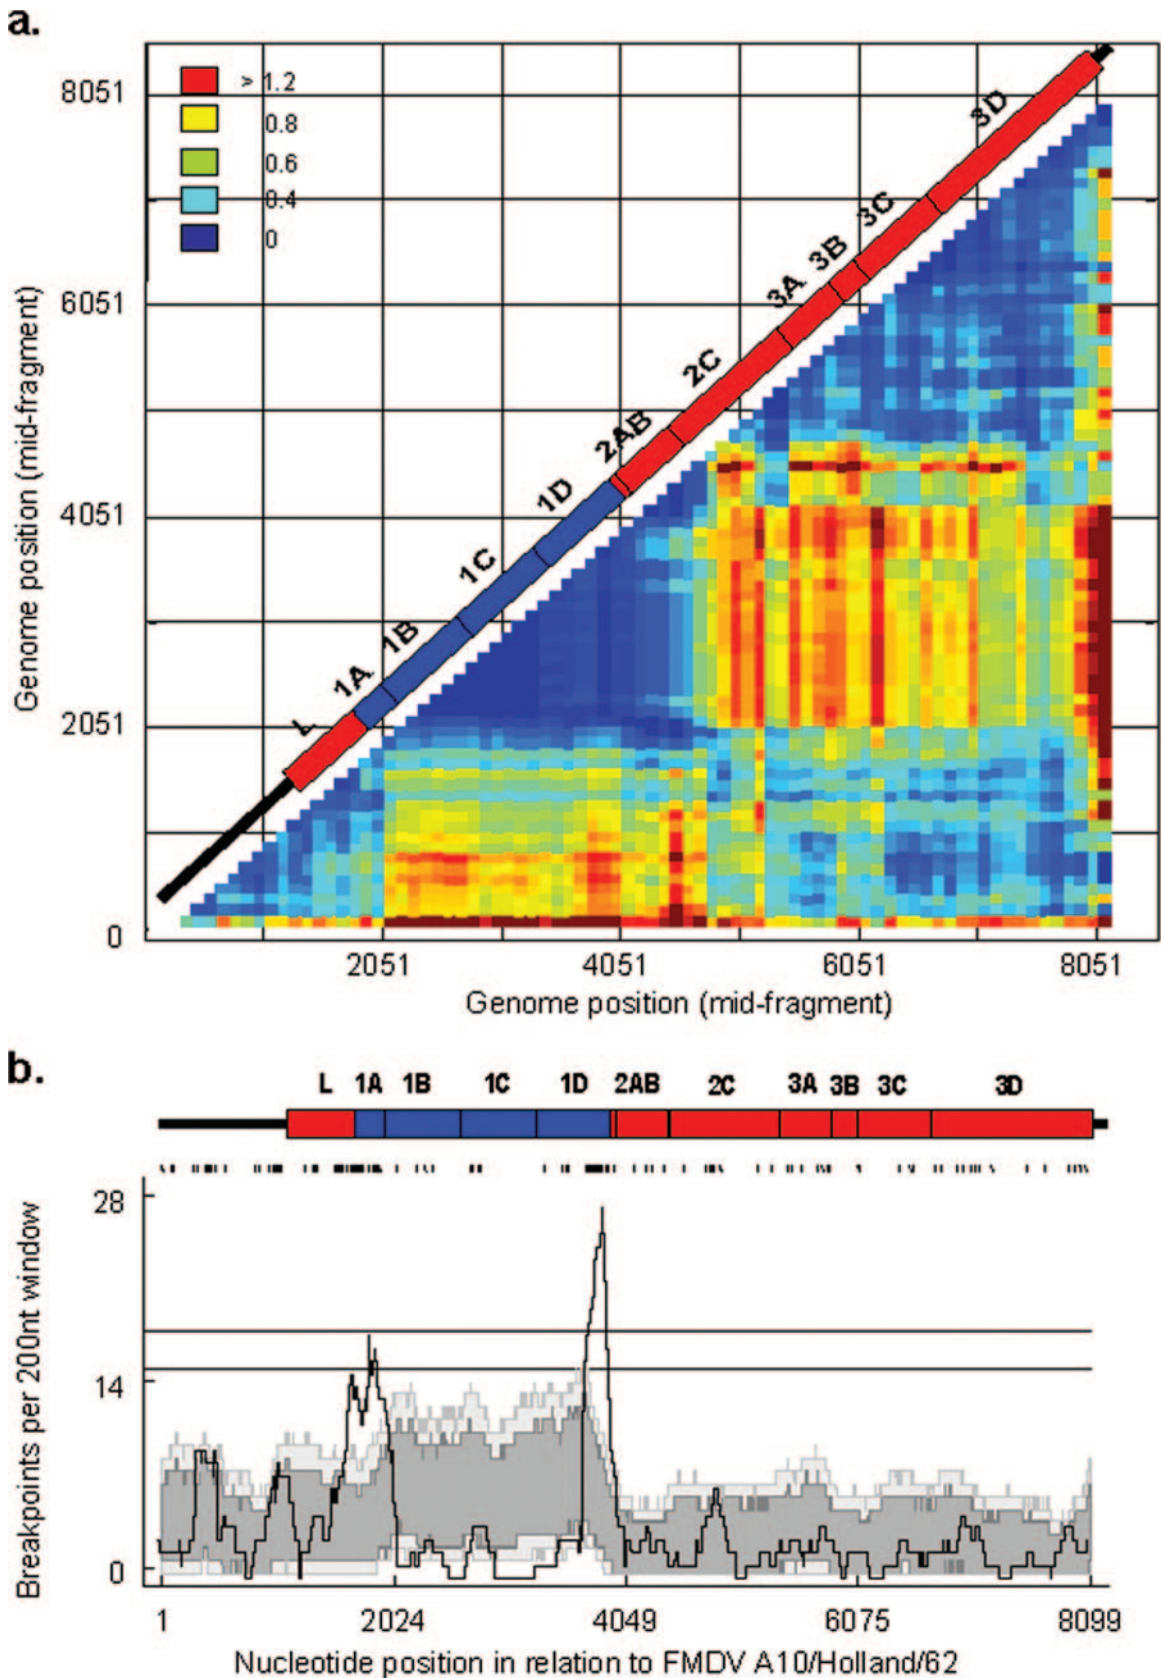 a.
8051
6051
4051
2051
0
Genome position (mid-fragment)
> 1.2
0.8
0.6
0.4
0
L
1A
1B
1C
1D
2AB
2C
3A
3B
3C
3D
2051
4051
6051
8051
Genome position (mid-fragment)
b.
L 1A 1B 1C 1D 2AB 2C 3A 3B 3C 3D
28
14
0
Breakpoints per 200nt window
1 2024 4049 6075 8099
Nucleotide position in relation to FMDV A10/Holland/62